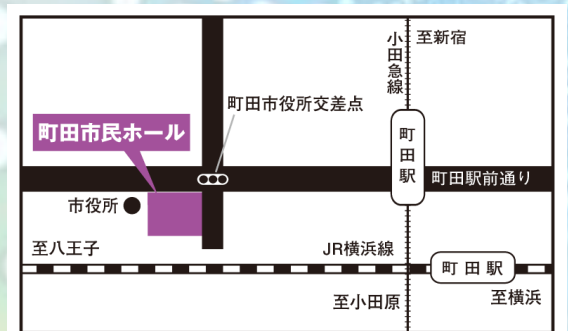 小田急線
至新宿
町田市役所交差点
町田市民ホール
町田駅
町田駅前通り
市役所
至八王子
JR横浜線
町田駅
至小田原
至横浜